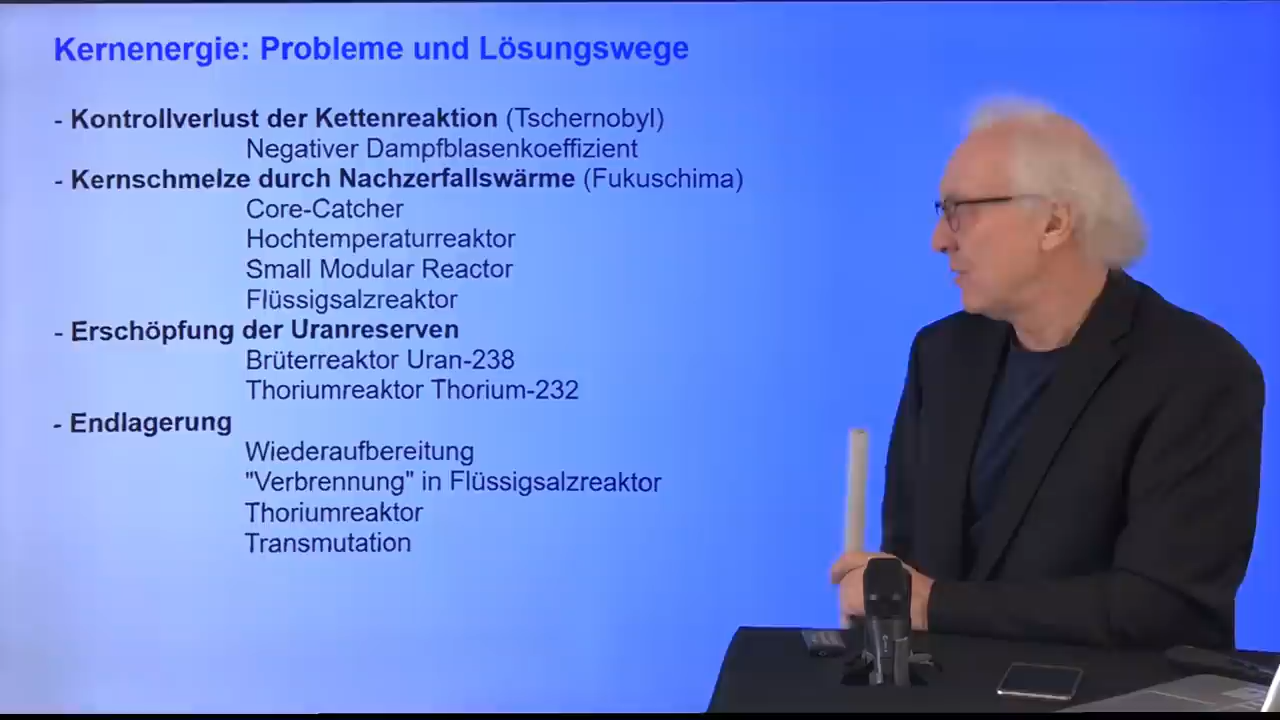 Kernenergie: Probleme und Lösungswege
- Kontrollverlust der Kettenreaktion (Tschernobyl)
Negativer Dampfblasenkoeffizient
- Kernschmelze durch Nachzerfallswärme (Fukuschima)
Core-Catcher
Hochtemperaturreaktor
Small Modular Reactor
Flüssigsalzreaktor
- Erschöpfung der Uranreserven
Brüterreaktor Uran-238
Thoriumreaktor Thorium-232
- Endlagerung
Wiederaufbereitung
"Verbrennung" in Flüssigsalzreaktor
Thoriumreaktor
Transmutation